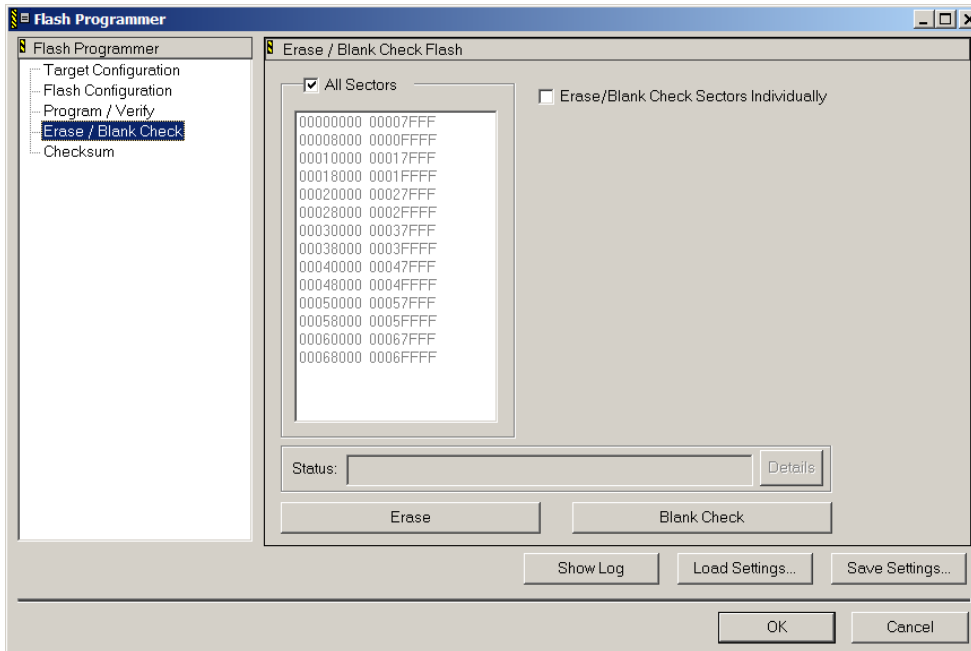 Flash Programmer
Flash Programmer
Target Configuration
Flash Configuration
Program / Verify
Erase / Blank Check
Checksum
Erase / Blank Check Flash
All Sectors
Erase/Blank Check Sectors Individually
00000000 00007FFF
00008000 0000FFFF
00010000 00017FFF
00018000 0001FFFF
00020000 00027FFF
00028000 0002FFFF
00030000 00037FFF
00038000 0003FFFF
00040000 00047FFF
00048000 0004FFFF
00050000 00057FFF
00058000 0005FFFF
00060000 00067FFF
00068000 0006FFFF
Status:
Details
Erase
Blank Check
Show Log
Load Settings...
Save Settings...
OK
Cancel